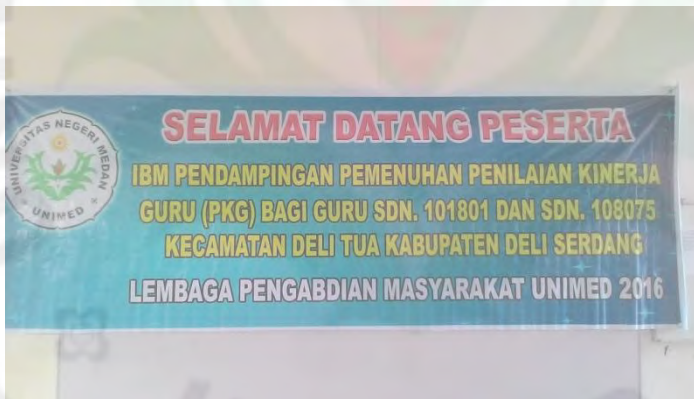 UNIVERSITAS NEGERI MEDAN
UNIMED
SELAMAT DATANG PESERTA
IBM PENDAMPINGAN PEMENUHAN PENILAIAN KINERJA
GURU (PKG) BAGI GURU SDN. 101801 DAN SDN. 108075
KECAMATAN DELI TUA KABUPATEN DELI SERDANG
LEMBAGA PENGABDIAN MASYARAKAT UNIMED 2016